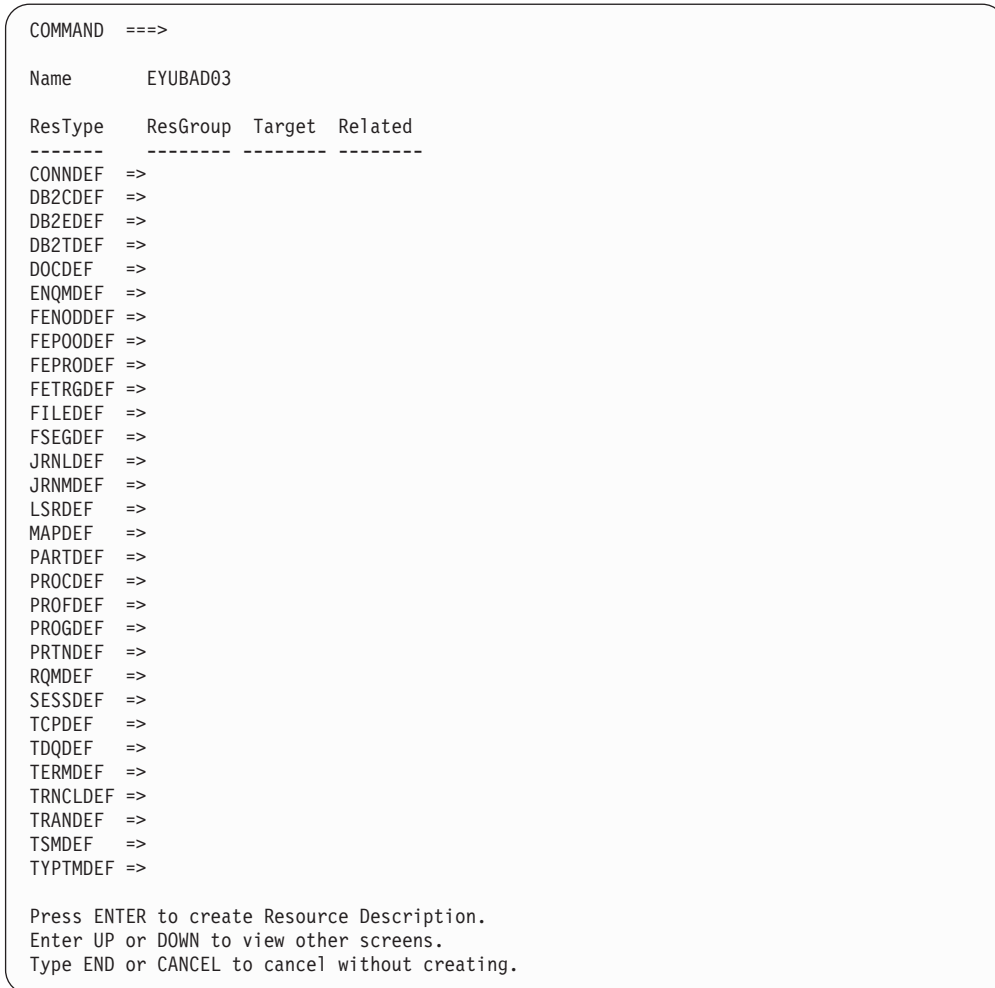 COMMAND ===>
Name EYUBAD03
ResType ResGroup Target Related
------- -------- -------- --------
CONNDEF =>
DB2CDEF =>
DB2EDEF =>
DB2TDEF =>
DOCDEF =>
ENQMDEF =>
FENODDEF =>
FEPOODEF =>
FEPRODEF =>
FETRGDEF =>
FILEDEF =>
FSEGDEF =>
JRNLDEF =>
JRNMDEF =>
LSRDEF =>
MAPDEF =>
PARTDEF =>
PROCDEF =>
PROFDEF =>
PROGDEF =>
PRTNDEF =>
RQMDEF =>
SESSDEF =>
TCPDEF =>
TDQDEF =>
TERMDEF =>
TRNCLDEF =>
TRANDEF =>
TSMDEF =>
TYPTMDEF =>
Press ENTER to create Resource Description.
Enter UP or DOWN to view other screens.
Type END or CANCEL to cancel without creating.